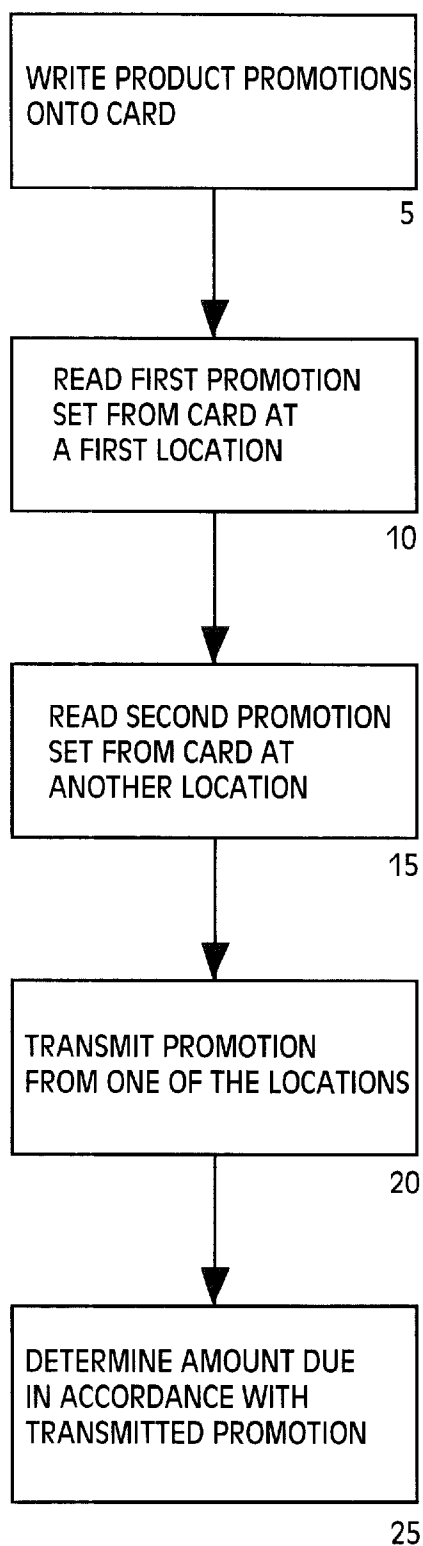 WRITE PRODUCT PROMOTIONS
ONTO CARD
5
READ FIRST PROMOTION
SET FROM CARD AT
A FIRST LOCATION
10
READ SECOND PROMOTION
SET FROM CARD AT
ANOTHER LOCATION
15
TRANSMIT PROMOTION
FROM ONE OF THE LOCATIONS
20
DETERMINE AMOUNT DUE
IN ACCORDANCE WITH
TRANSMITTED PROMOTION
25